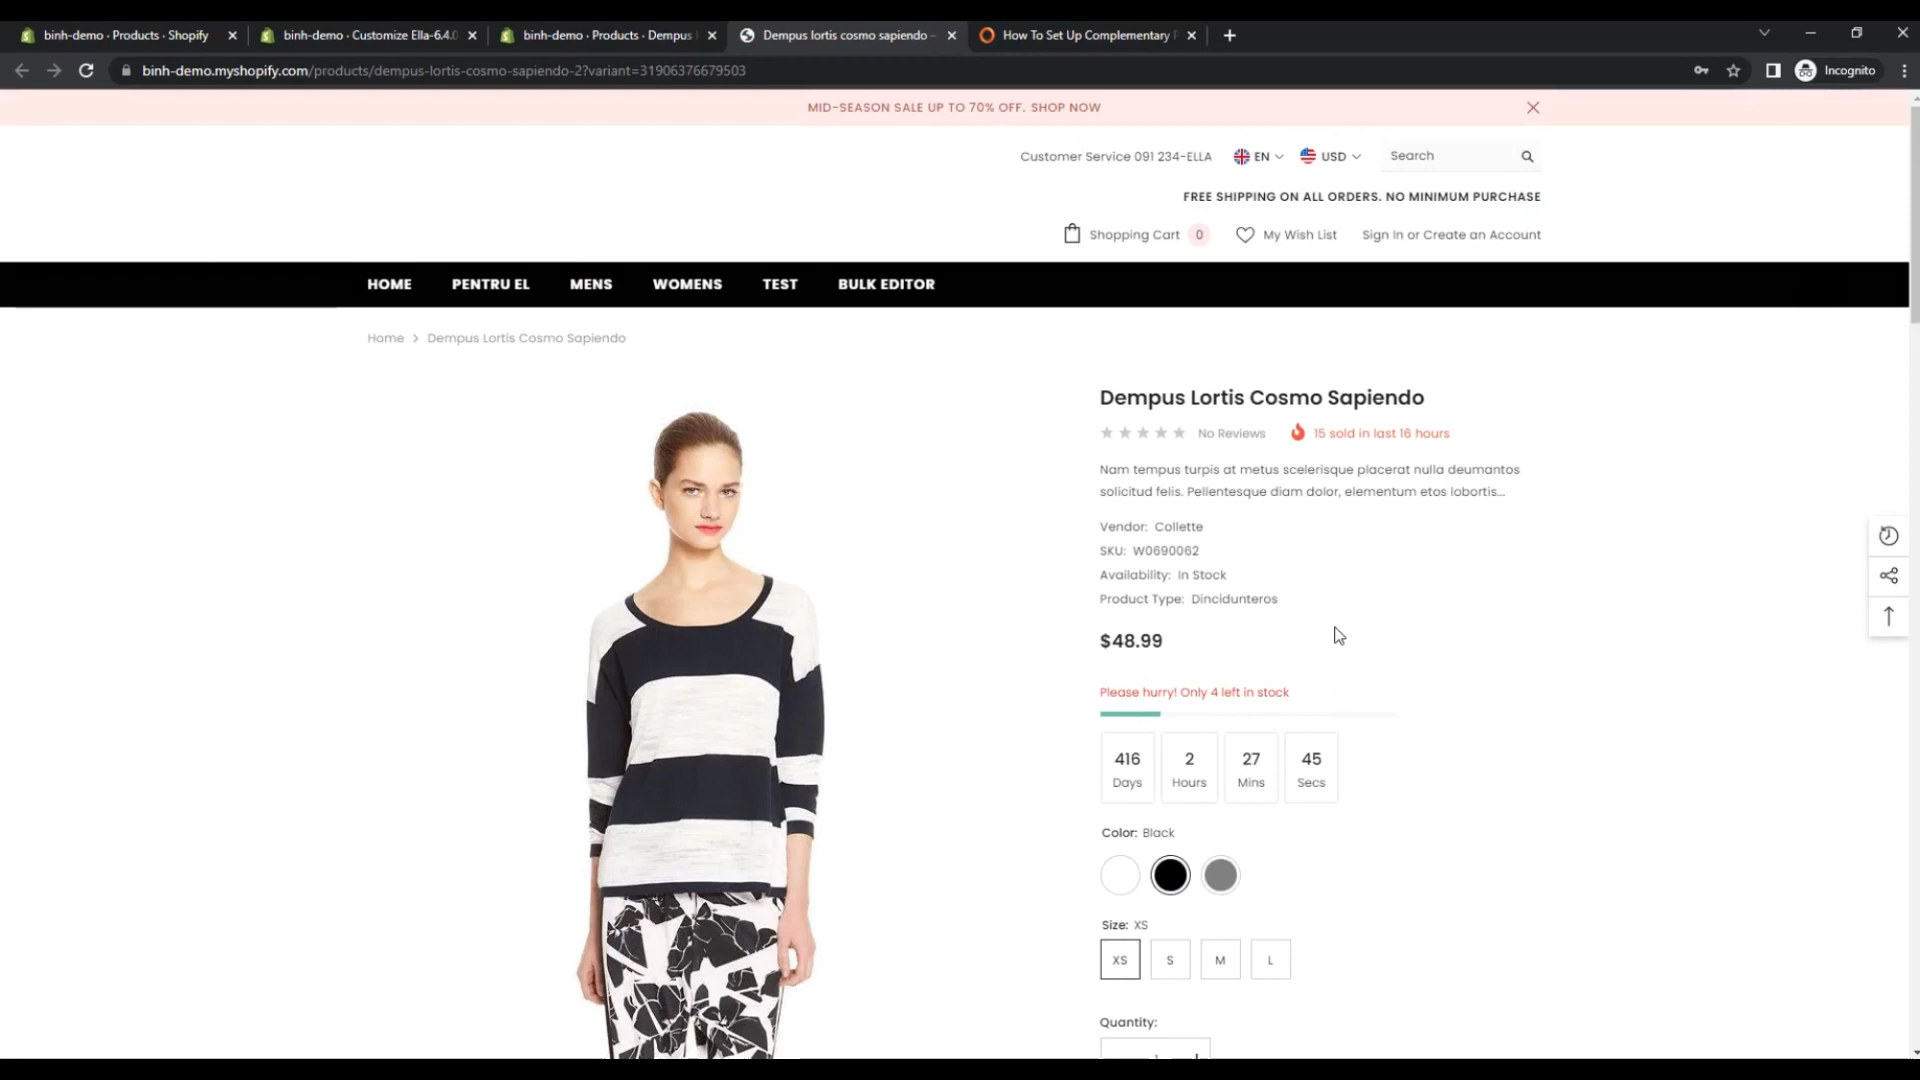 binh-demo · Products · Shopify
binh-demo · Customize Ella-6.4.0
binh-demo · Products · Dempus
Dempus lortis cosmo sapiendo –
How To Set Up Complementary
binh-demo.myshopify.com/products/dempus-lortis-cosmo-sapiendo-2?variant=31906376679503
Incognito
MID-SEASON SALE UP TO 70% OFF. SHOP NOW
Customer Service 091 234-ELLA
EN
USD
Search
FREE SHIPPING ON ALL ORDERS. NO MINIMUM PURCHASE
Shopping Cart 0
My Wish List
Sign In or Create an Account
HOME PENTRU EL MENS WOMENS TEST BULK EDITOR
Home > Dempus Lortis Cosmo Sapiendo
Dempus Lortis Cosmo Sapiendo
No Reviews
15 sold in last 16 hours
Nam tempus turpis at metus scelerisque placerat nulla deumantos
solicitud felis. Pellentesque diam dolor, elementum etos lobortis...
Vendor: Collette
SKU: W0690062
Availability: In Stock
Product Type: Dincidunteros
$48.99
Please hurry! Only 4 left in stock
416 2 27 45
Days Hours Mins Secs
Color: Black
Size: XS
XS S M L
Quantity: